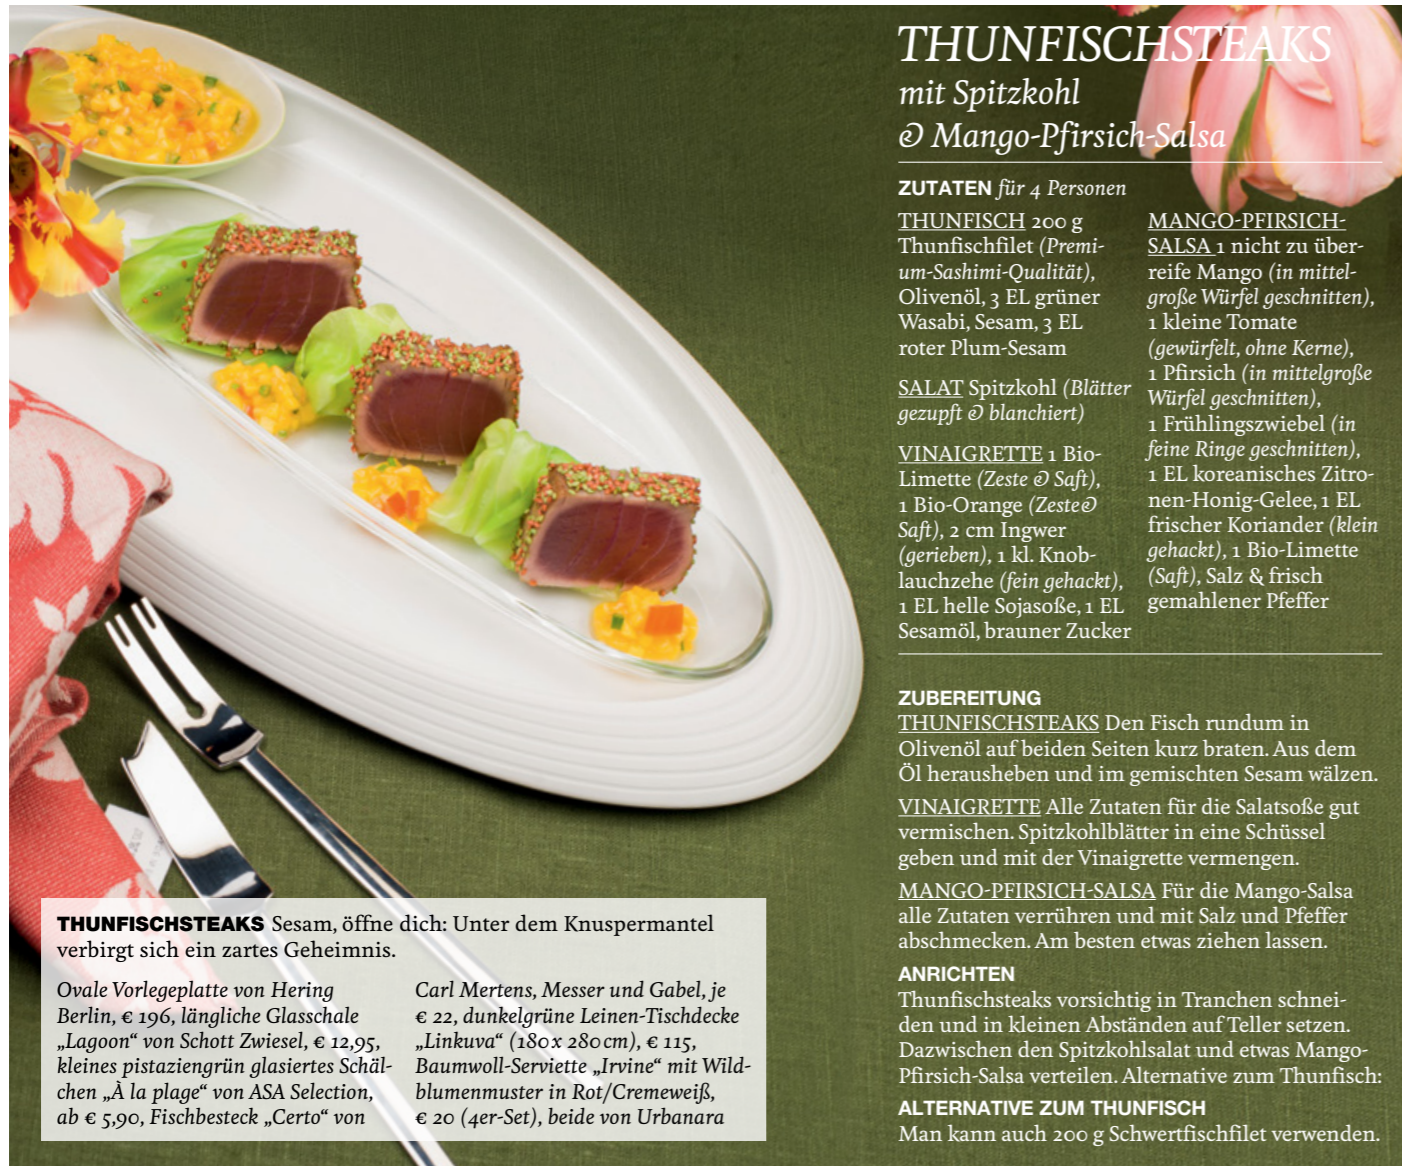 THUNFISCHSTEAKS
mit Spitzkohl
& Mango-Pfirsich-Salsa
ZUTATEN für 4 Personen
THUNFISCH 200 g
Thunfischfilet (Premi-
um-Sashimi-Qualität),
Olivenöl, 3 EL grüner
Wasabi, Sesam, 3 EL
roter Plum-Sesam
SALAT Spitzkohl (Blätter
gezupft & blanchiert)
VINAIGRETTE 1 Bio-
Limette (Zeste & Saft),
1 Bio-Orange (Zeste&
Saft), 2 cm Ingwer
(gerieben), 1 kl. Knob-
lauchzehe (fein gehackt),
1 EL helle Sojasoße, 1 EL
Sesamöl, brauner Zucker
MANGO-PFIRSICH-
SALSA 1 nicht zu über-
reife Mango (in mittel-
große Würfel geschnitten),
1 kleine Tomate
(gewürfelt, ohne Kerne),
1 Pfirsich (in mittelgroße
Würfel geschnitten),
1 Frühlingszwiebel (in
feine Ringe geschnitten),
1 EL koreanisches Zitro-
nen-Honig-Gelee, 1 EL
frischer Koriander (klein
gehackt), 1 Bio-Limette
(Saft), Salz & frisch
gemahlener Pfeffer
ZUBEREITUNG
THUNFISCHSTEAKS Den Fisch rundum in
Olivenöl auf beiden Seiten kurz braten. Aus dem
Öl herausheben und im gemischten Sesam wälzen.
VINAIGRETTE Alle Zutaten für die Salatsoße gut
vermischen. Spitzkohlblätter in eine Schüssel
geben und mit der Vinaigrette vermengen.
MANGO-PFIRSICH-SALSA Für die Mango-Salsa
alle Zutaten verrühren und mit Salz und Pfeffer
abschmecken. Am besten etwas ziehen lassen.
ANRICHTEN
Thunfischsteaks vorsichtig in Tranchen schnei-
den und in kleinen Abständen auf Teller setzen.
Dazwischen den Spitzkohlsalat und etwas Mango-
Pfirsich-Salsa verteilen. Alternative zum Thunfisch:
ALTERNATIVE ZUM THUNFISCH
Man kann auch 200 g Schwertfischfilet verwenden.
THUNFISCHSTEAKS Sesam, öffne dich: Unter dem Knuspermantel
verbirgt sich ein zartes Geheimnis.
Ovale Vorlegeplatte von Hering
Berlin, € 196, längliche Glasschale
„Lagoon“ von Schott Zwiesel, € 12,95,
kleines pistaziengrün glasiertes Schäl-
chen „À la plage“ von ASA Selection,
ab € 5,90, Fischbesteck „Certo“ von
Carl Mertens, Messer und Gabel, je
€ 22, dunkelgrüne Leinen-Tischdecke
„Linkuva“ (180 x 280 cm), € 115,
Baumwoll-Serviette „Irvine“ mit Wild-
blumenmuster in Rot/Cremeweiß,
€ 20 (4er-Set), beide von Urbanara